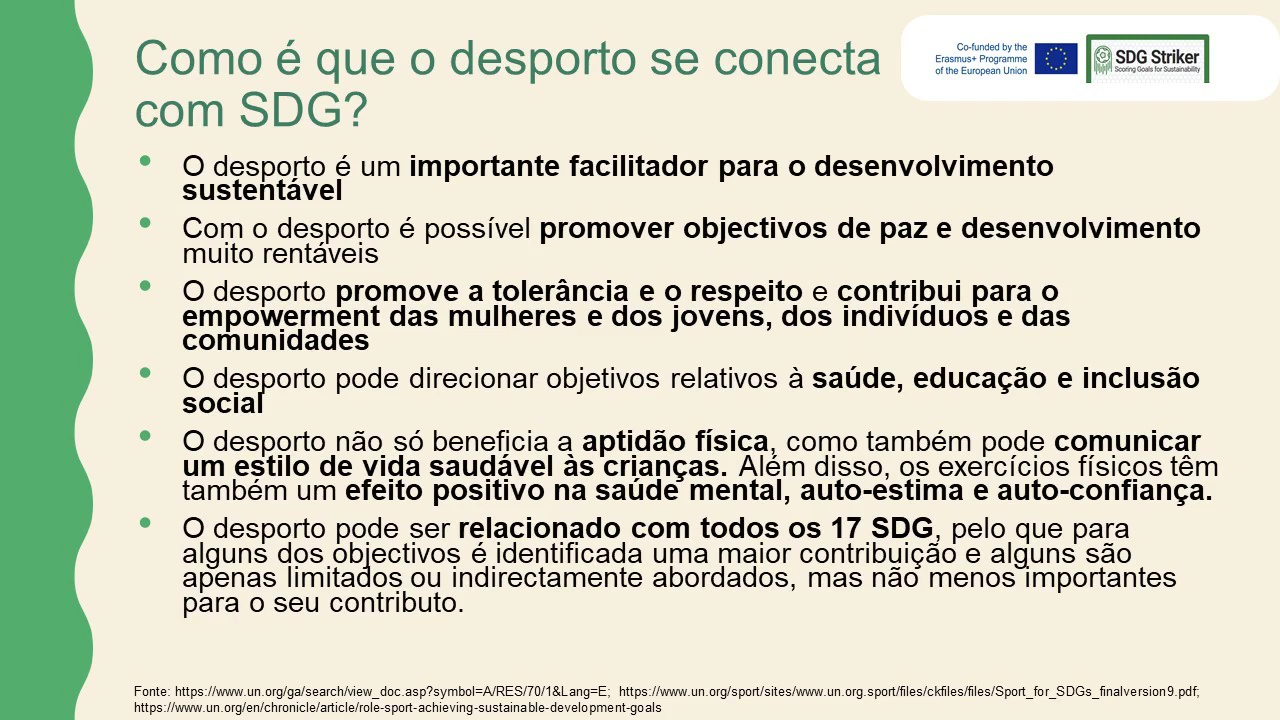 Como é que o desporto se conecta
com SDG?
Co-funded by the
Erasmus+ Programme
of the European Union
SDG Striker
Scoring Goals for Sustainability
• O desporto é um importante facilitador para o desenvolvimento
sustentável
• Com o desporto é possível promover objectivos de paz e desenvolvimento
muito rentáveis
• O desporto promove a tolerância e o respeito e contribui para o
empowerment das mulheres e dos jovens, dos indivíduos e das
comunidades
• O desporto pode direcionar objetivos relativos à saúde, educação e inclusão
social
• O desporto não só beneficia a aptidão física, como também pode comunicar
um estilo de vida saudável às crianças. Além disso, os exercícios físicos têm
também um efeito positivo na saúde mental, auto-estima e auto-confiança.
• O desporto pode ser relacionado com todos os 17 SDG, pelo que para
alguns dos objectivos é identificada uma maior contribuição e alguns são
apenas limitados ou indirectamente abordados, mas não menos importantes
para o seu contributo.
Fonte: https://www.un.org/ga/search/view_doc.asp?symbol=A/RES/70/1&Lang=E; https://www.un.org/sport/sites/www.un.org.sport/files/ckfiles/files/Sport_for_SDGs_finalversion9.pdf;
https://www.un.org/en/chronicle/article/role-sport-achieving-sustainable-development-goals